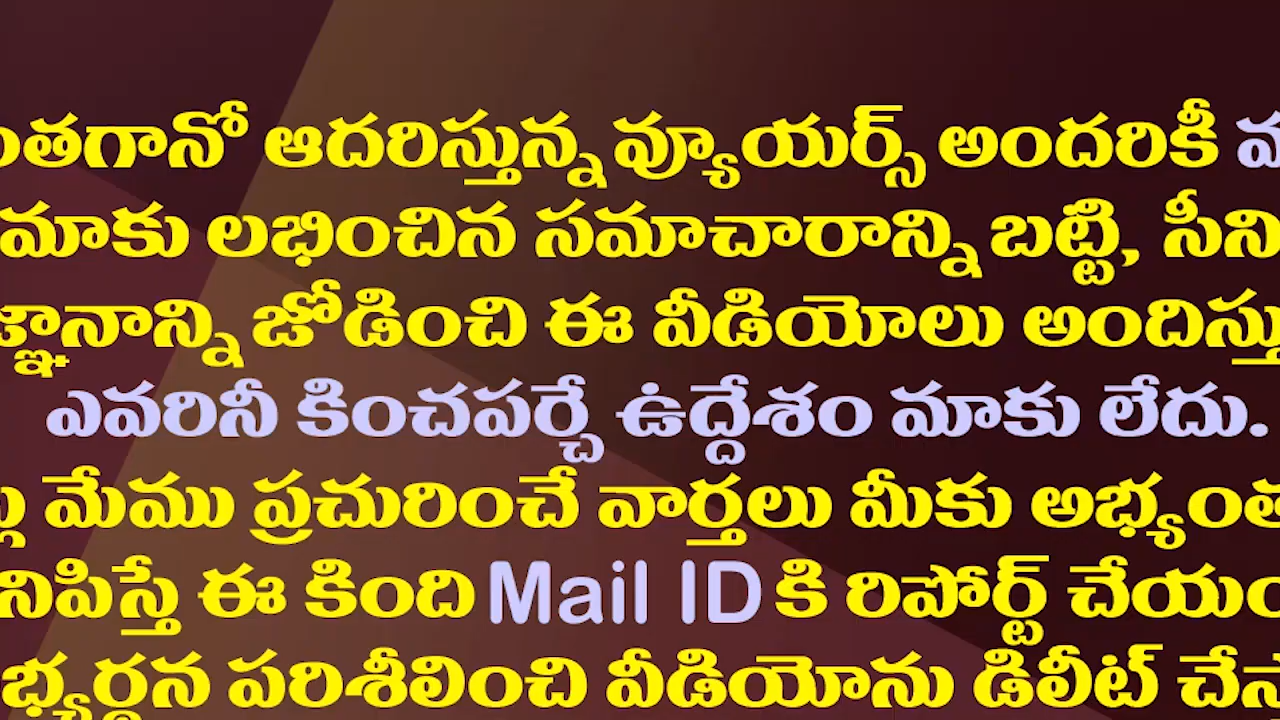 ఆదరిస్తున్న వ్యూయర్స్ అందరికీ
మాకు లభించిన సమాచారాన్ని బట్టి,
జోడించి ఈ వీడియోలు
ఎవరినీ కించపర్చే ఉద్దేశం మాకు లేదు.
మేము ప్రచురించే వార్తలు మీకు
ఈ కింది Mail ID కి రిపోర్ట్
పరిశీలించి వీడియోను డిలీట్